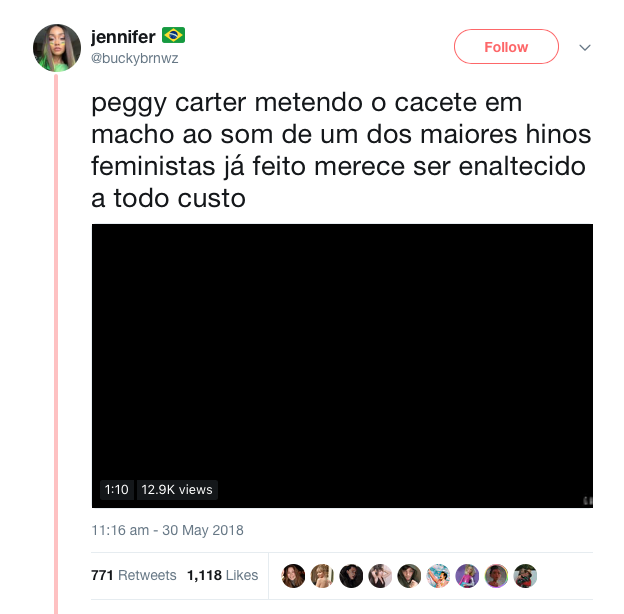 jennifer
@buckybrnwz
Follow
peggy carter metendo o cacete em
macho ao som de um dos maiores hinos
feministas já feito merece ser enaltecido
a todo custo
1:10 12.9K views
11:16 am - 30 May 2018
771 Retweets 1,118 Likes